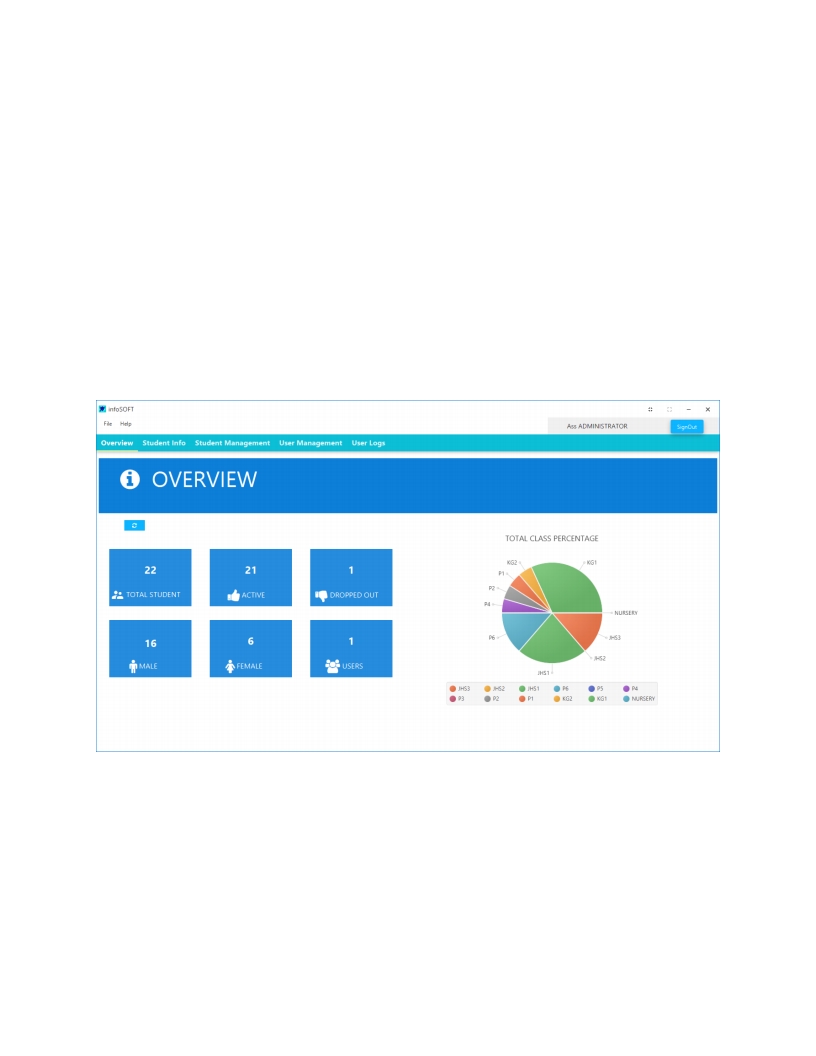 infoSOFT
File Help
Ass ADMINISTRATOR
SignOut
Overview Student Info Student Management User Management User Logs
OVERVIEW
22
TOTAL STUDENT
21
ACTIVE
1
DROPPED OUT
16
MALE
6
FEMALE
1
USERS
TOTAL CLASS PERCENTAGE
KG2
KG1
P1
P2
P4
NURSERY
P6
JHS3
JHS2
JHS1
JHS3 JHS2 JHS1 P6 P5 P4
P3 P2 P1 KG2 KG1 NURSERY